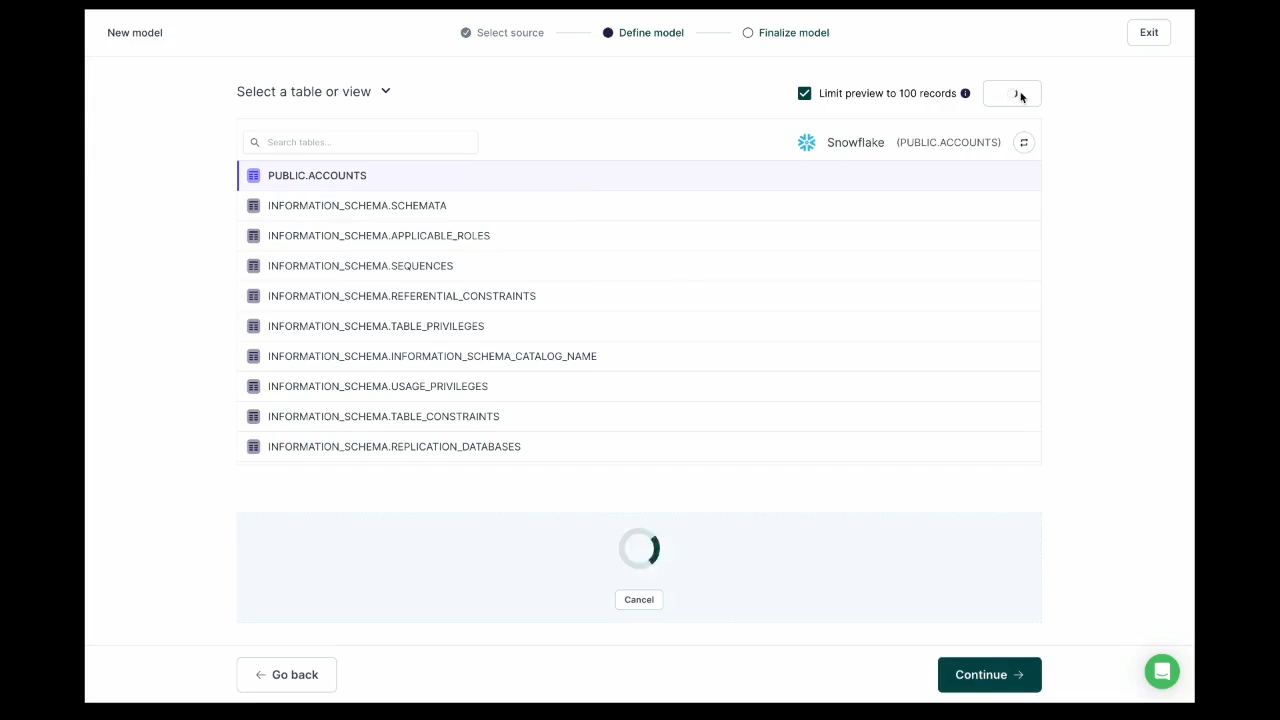 New model
Select source
Define model
Finalize model
Exit
Select a table or view
Limit preview to 100 records
Search tables...
Snowflake (PUBLIC.ACCOUNTS)
PUBLIC.ACCOUNTS
INFORMATION_SCHEMA.SCHEMATA
INFORMATION_SCHEMA.APPLICABLE_ROLES
INFORMATION_SCHEMA.SEQUENCES
INFORMATION_SCHEMA.REFERENTIAL_CONSTRAINTS
INFORMATION_SCHEMA.TABLE_PRIVILEGES
INFORMATION_SCHEMA.INFORMATION_SCHEMA_CATALOG_NAME
INFORMATION_SCHEMA.USAGE_PRIVILEGES
INFORMATION_SCHEMA.TABLE_CONSTRAINTS
INFORMATION_SCHEMA.REPLICATION_DATABASES
Cancel
Go back
Continue